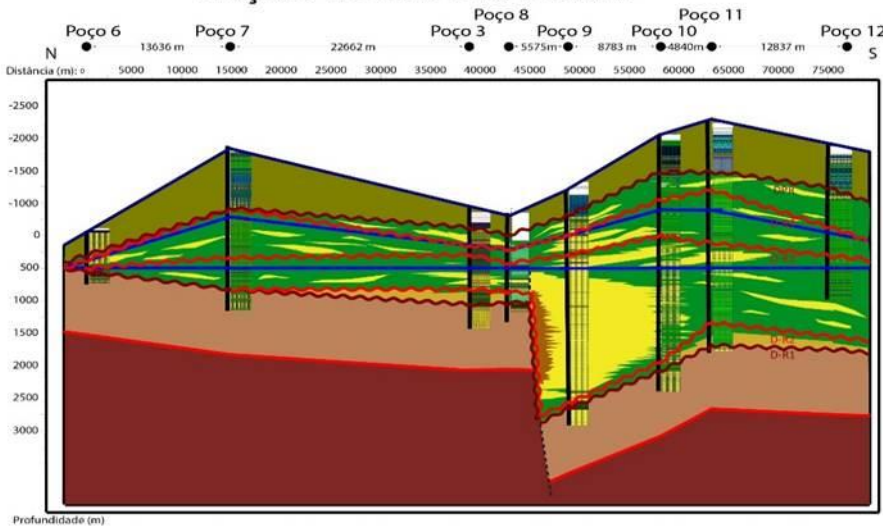 Poço 8 Poço 11
Poço 6 Poço 7 Poço 3 Poço 9 Poço 10 Poço 12
N 13636 m 22662 m 5575m 8783 m 4840m 12837 m S
Distância (m): 0 5000 10000 15000 25000 30000 35000 40000 45000 50000 55000 60000 65000 70000 75000
-2500
-2000
-1500
-1000
0
500
1000
1500
2000
2500
3000
D-R2
D-R1
Profundidade (m)